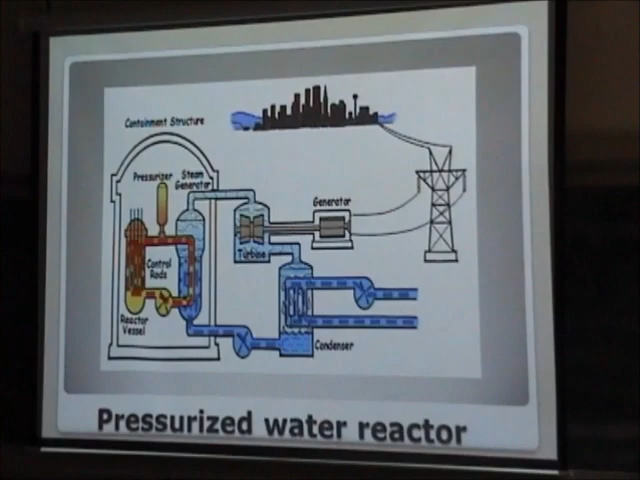 Containment Structure
Pressurizer
Steam
Generator
Generator
Turbine
Control
Rods
Reactor
Vessel
Condenser
Pressurized water reactor